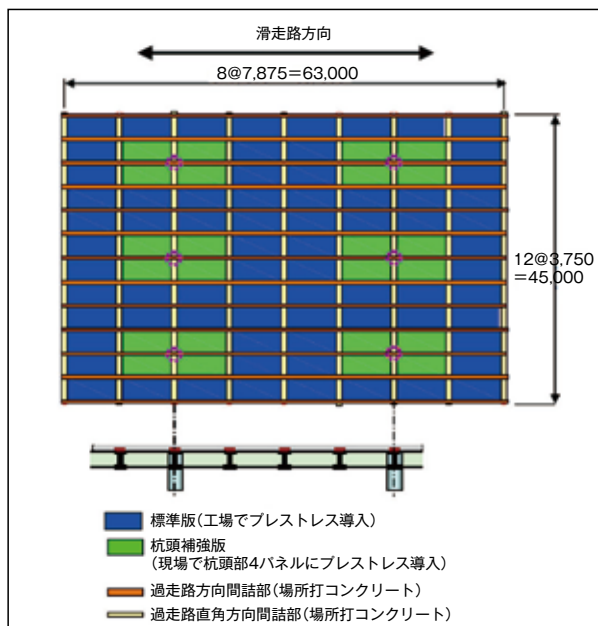 滑走路方向
8@7,875=63,000
12@3,750
=45,000
標準版(工場でプレストレス導入)
杭頭補強版
(現場で杭頭部4パネルにプレストレス導入)
過走路方向間詰部(場所打コンクリート)
過走路直角方向間詰部(場所打コンクリート)